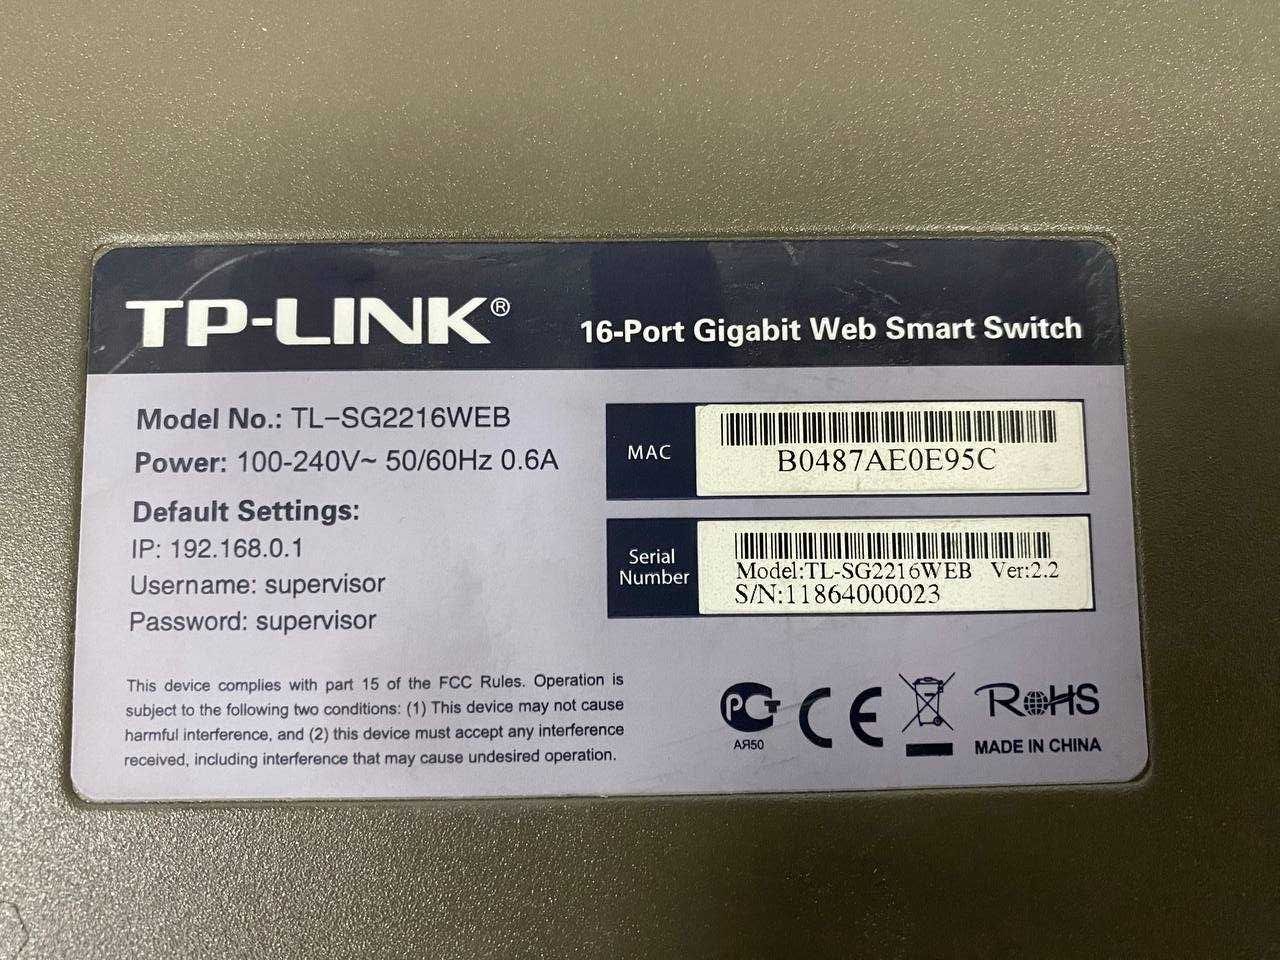 TP-LINK®
16-Port Gigabit Web Smart Switch
Model No.: TL-SG2216WEB
Power: 100-240V~ 50/60Hz 0.6A
Default Settings:
IP: 192.168.0.1
Username: supervisor
Password: supervisor
MAC
B0487AE0E95C
Serial
Number
Model:TL-SG2216WEB Ver:2.2
S/N:11864000023
This device complies with part 15 of the FCC Rules. Operation is
subject to the following two conditions: (1) This device may not cause
harmful interference, and (2) this device must accept any interference
received, including interference that may cause undesired operation.
РСТ
АЯ50
CE
RoHS
MADE IN CHINA